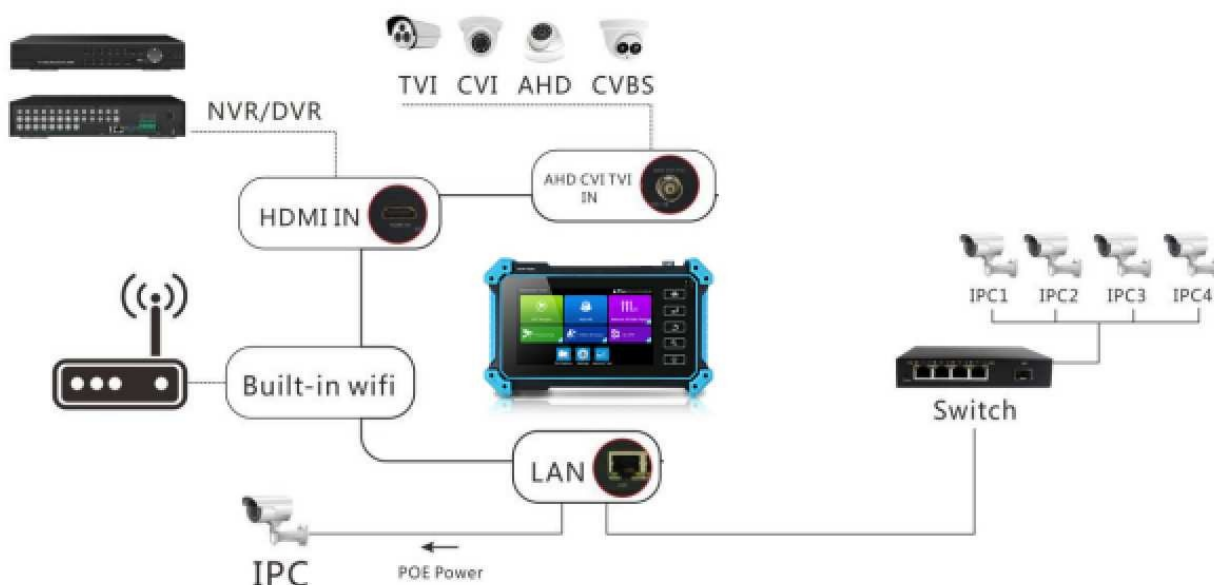 TVI CVI AHD CVBS
NVR/DVR
AHD CVI TVI
IN
HDMI IN
IPC1 IPC2 IPC3 IPC4
Built-in wifi
Switch
LAN
IPC
POE Power